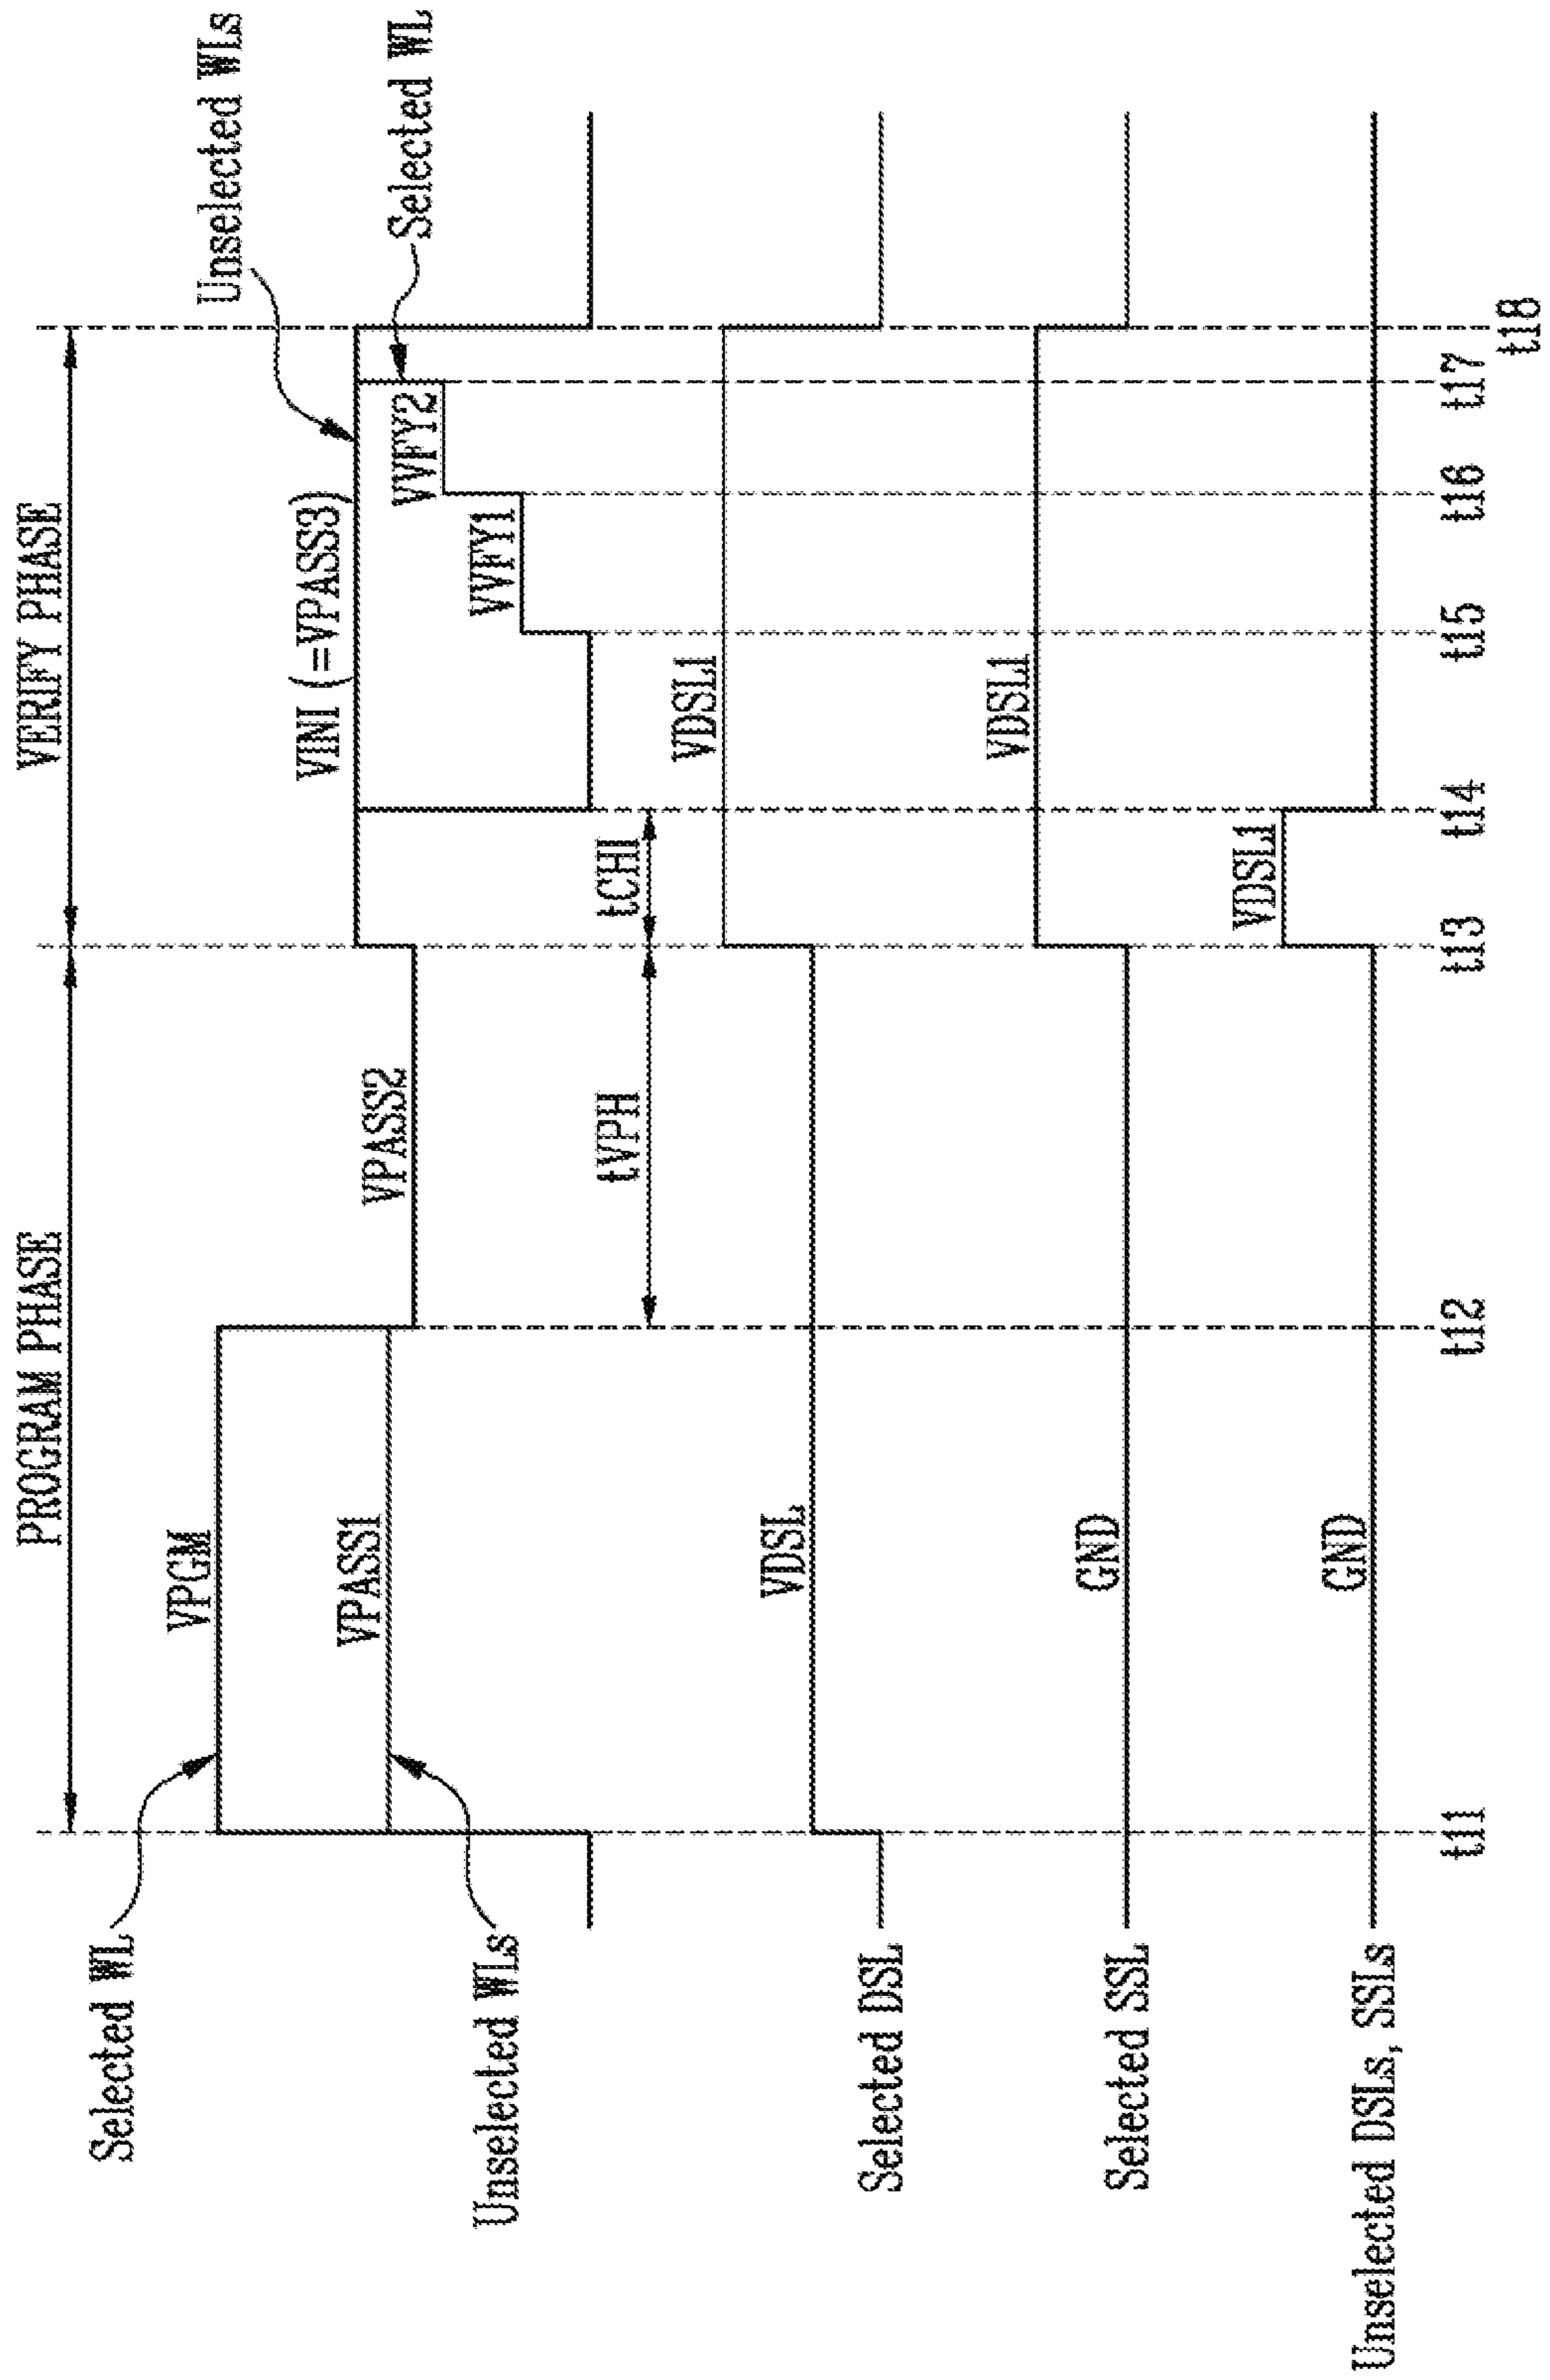 PROGRAM PHASE
VERIFY PHASE
Selected WL
VPGM
Unselected WLs
VPASS1
VPASS2
VINI (=VPASS3)
Unselected WLs
Selected WL
VVFY2
VVFY1
tVPH
tCHI
Selected DSL
VDSL
VDSL1
Selected SSL
GND
VDSL1
Unselected DSLs, SSLs
GND
VDSL1
t11
t12
t13
t14
t15
t16
t17
t18